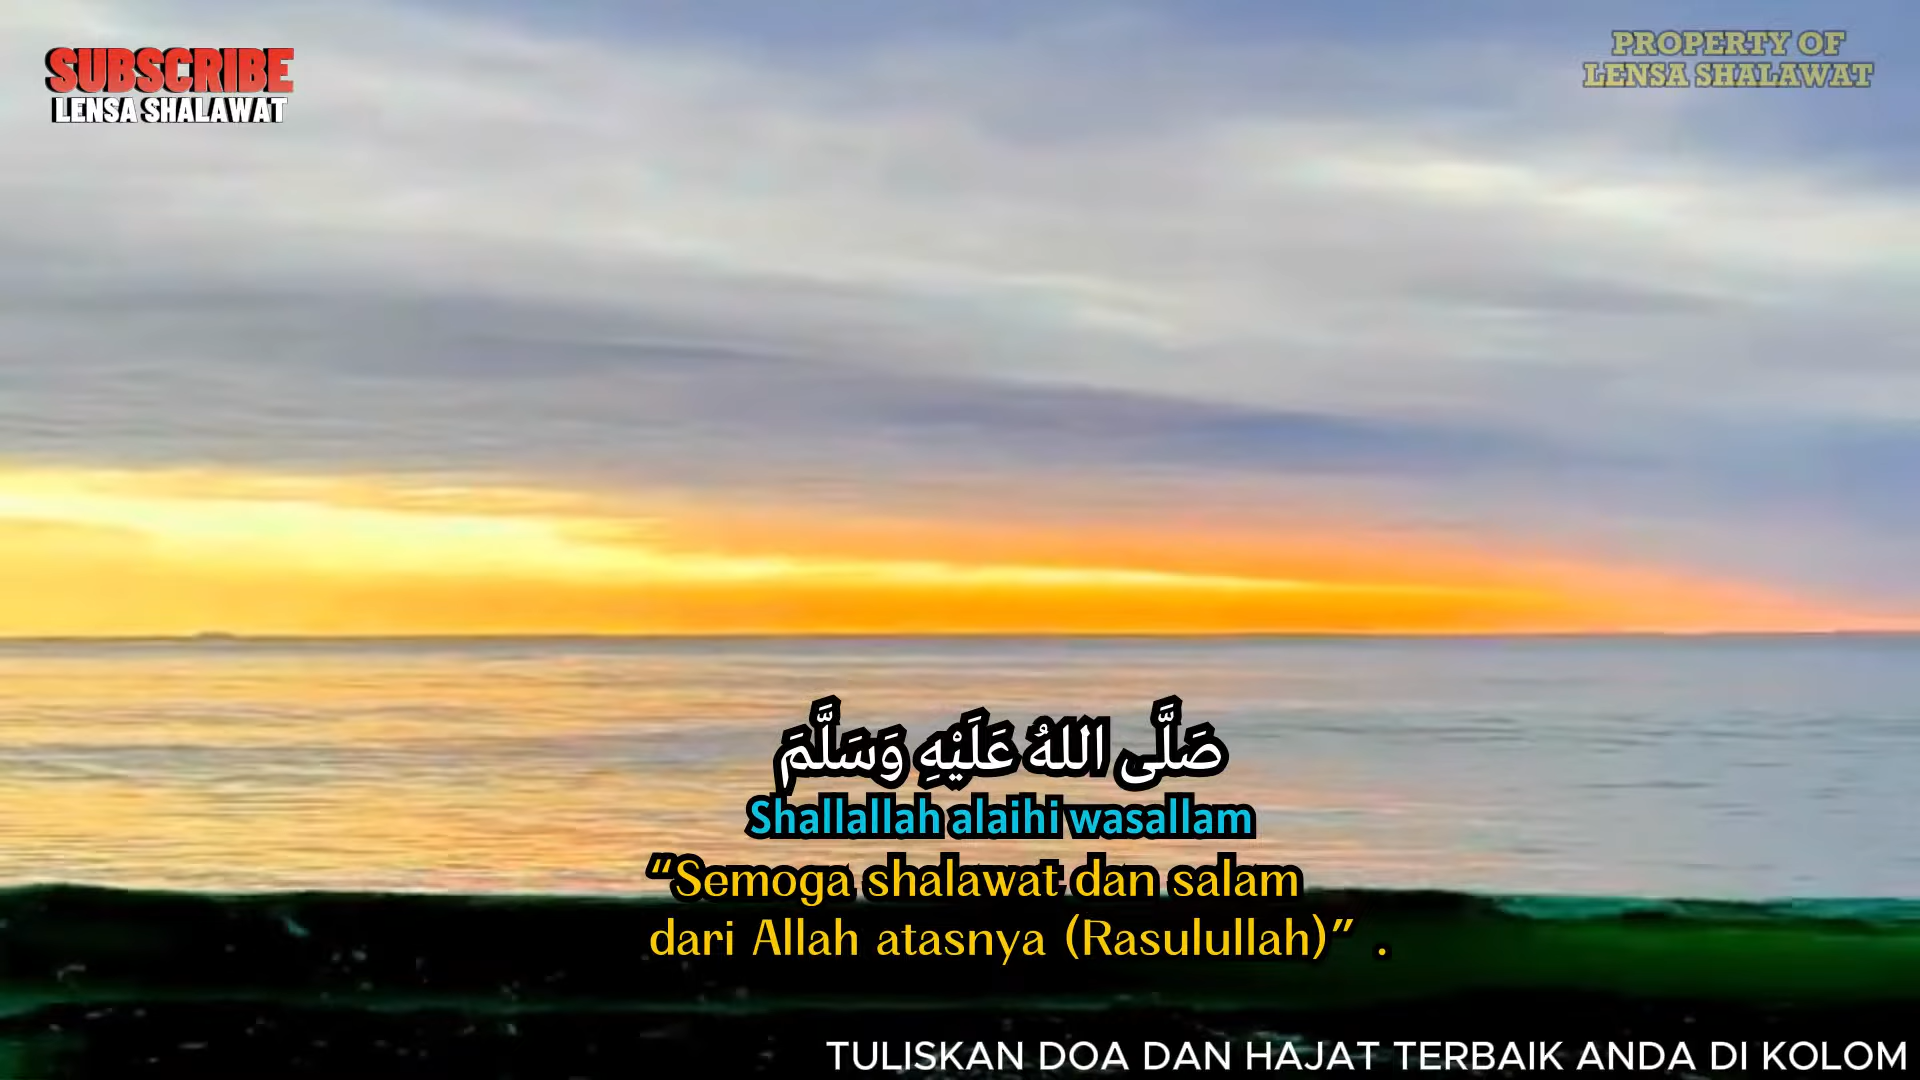 SUBSCRIBE
LENSA SHALAWAT
PROPERTY OF
LENSA SHALAWAT
صَلَّى اللهُ عَلَيْهِ وَسَلَّمَ
Shallallah alaihi wasallam
“Semoga shalawat dan salam
dari Allah atasnya (Rasulullah)” .
TULISKAN DOA DAN HAJAT TERBAIK ANDA DI KOLOM